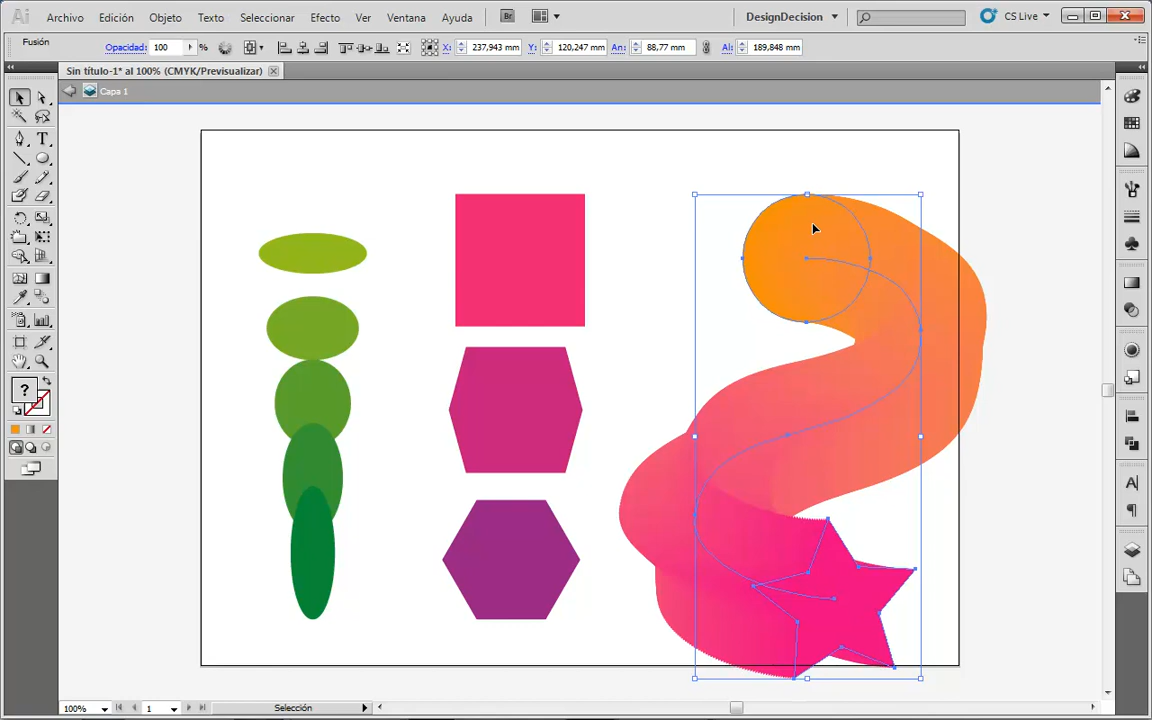 Ai Archivo Edición Objeto Texto Seleccionar Efecto Ver Ventana Ayuda Br DesignDecision CS Live
Fusión Opacidad: 100 % X: 237,943 mm Y: 120,247 mm An: 88,77 mm Al: 189,848 mm
Sin título-1* al 100% (CMYK/Previsualizar)
Capa 1
T
?
A
100% 1 Selección